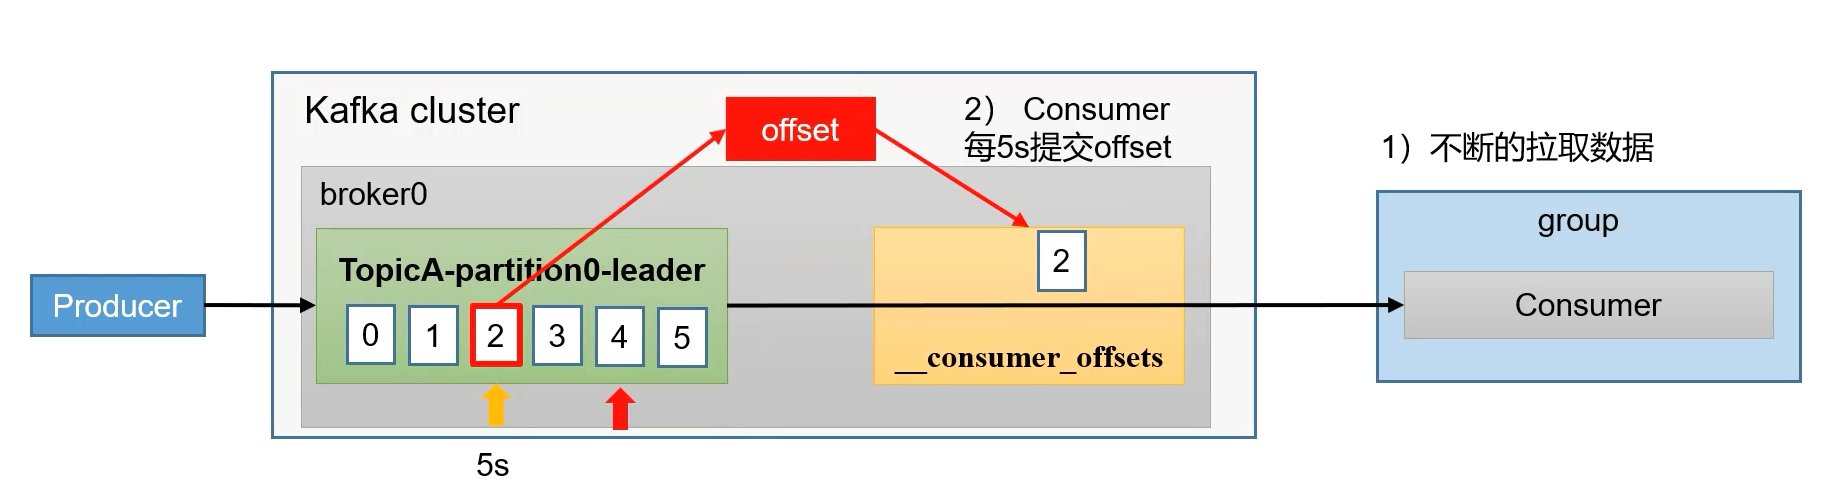 Kafka cluster
offset
2） Consumer
每5s提交offset
1）不断的拉取数据
broker0
group
TopicA-partition0-leader
2
Producer
Consumer
0 1 2 3 4 5
__consumer_offsets
5s